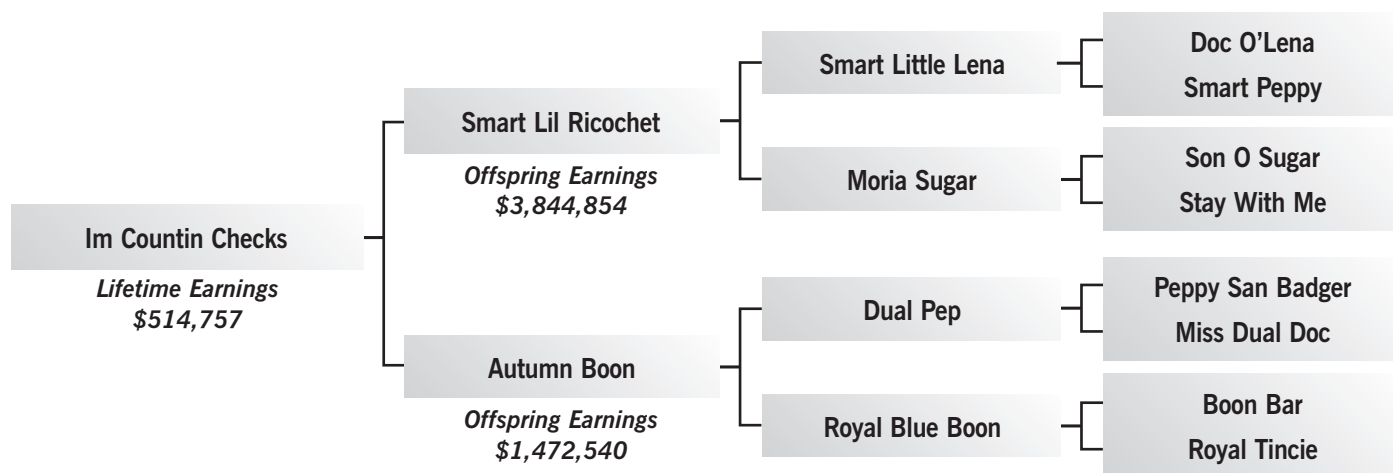 Im Countin Checks
Lifetime Earnings
$514,757
Smart Lil Ricochet
Offspring Earnings
$3,844,854
Autumn Boon
Offspring Earnings
$1,472,540
Smart Little Lena
Moria Sugar
Dual Pep
Royal Blue Boon
Doc O’Lena
Smart Peppy
Son O Sugar
Stay With Me
Peppy San Badger
Miss Dual Doc
Boon Bar
Royal Tincie